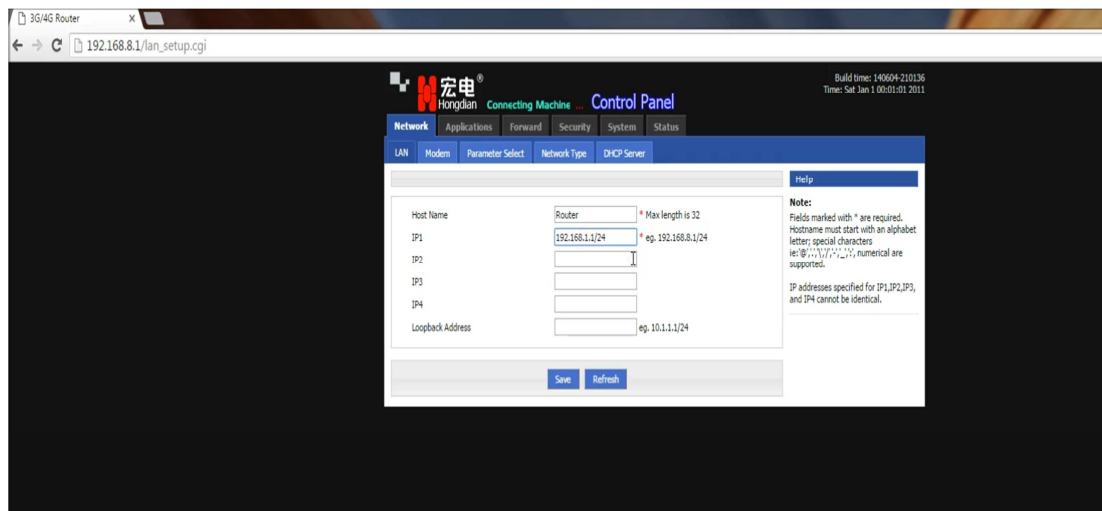 3G/4G Router x
192.168.8.1/lan_setup.cgi
宏电®
Hongdian Connecting Machine ... Control Panel
Build time: 140604-210136
Time: Sat Jan 1 00:01:01 2011
Network Applications Forward Security System Status
LAN Modem Parameter Select Network Type DHCP Server
Host Name Router * Max length is 32
IP1 192.168.1.1/24 * eg. 192.168.8.1/24
IP2
IP3
IP4
Loopback Address eg. 10.1.1.1/24
Save Refresh
Help
Note:
Fields marked with * are required.
Hostname must start with an alphabet
letter; special characters
numerical are
supported.
IP addresses specified for IP1,IP2,IP3,
and IP4 cannot be identical.